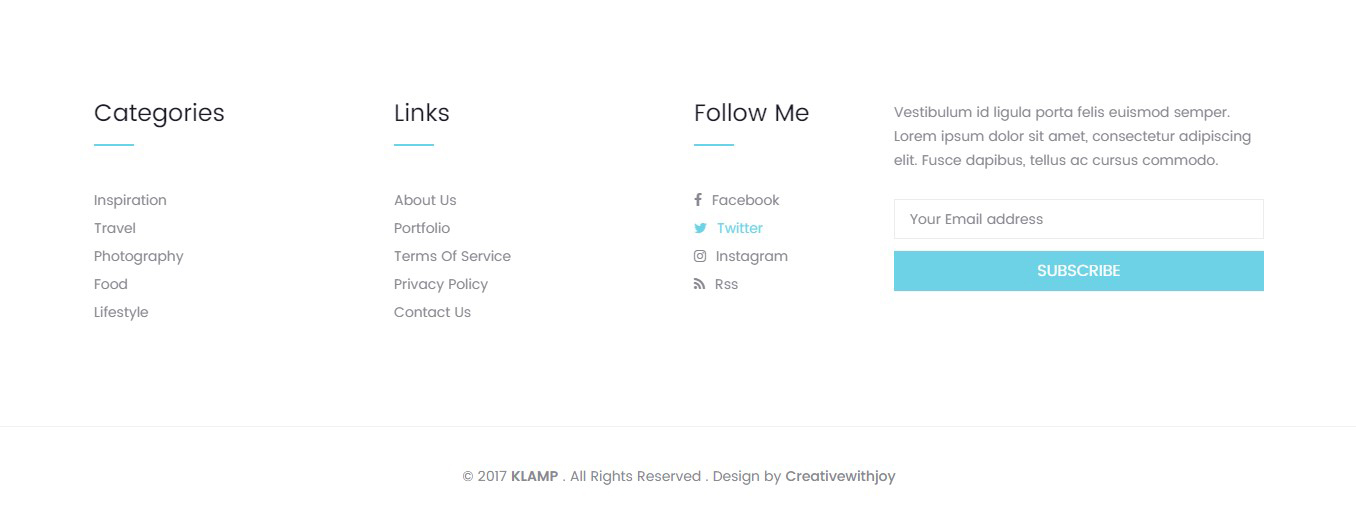 Categories
Inspiration
Travel
Photography
Food
Lifestyle
Links
About Us
Portfolio
Terms Of Service
Privacy Policy
Contact Us
Follow Me
Facebook
Twitter
Instagram
Rss
Vestibulum id ligula porta felis euismod semper.
Lorem ipsum dolor sit amet, consectetur adipiscing
elit. Fusce dapibus, tellus ac cursus commodo.
Your Email address
SUBSCRIBE
© 2017 KLAMP . All Rights Reserved . Design by Creativewithjoy